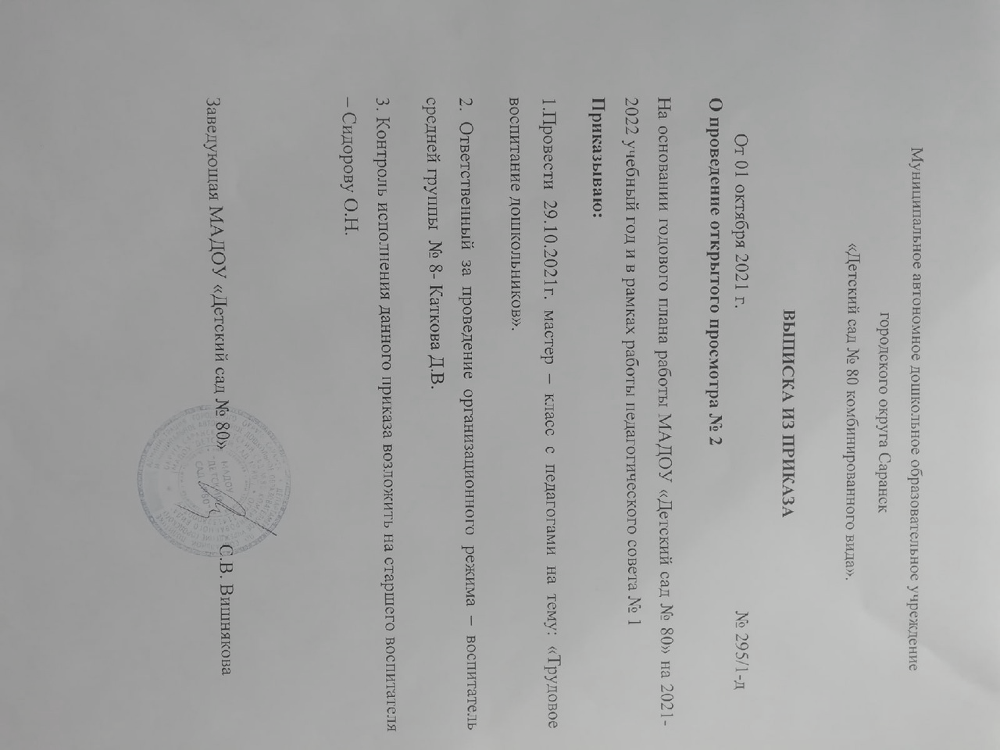 Муниципальное автономное дошкольное образовательное учреждение
городского округа Саранск
«Детский сад № 80 комбинированного вида».
ВЫПИСКА ИЗ ПРИКАЗА
От 01 октября 2021 г. № 295/1-д
О проведение открытого просмотра № 2
На основании годового плана работы МАДОУ «Детский сад № 80» на 2021-
2022 учебный год и в рамках работы педагогического совета № 1
Приказываю:
1.Провести 29.10.2021г. мастер – класс с педагогами на тему: «Трудовое
воспитание дошкольников».
2. Ответственный за проведение организационного режима – воспитатель
средней группы № 8- Каткова Д.В.
3. Контроль исполнения данного приказа возложить на старшего воспитателя
– Сидорову О.Н.
Заведующая МАДОУ «Детский сад № 80» С.В. Вишнякова
МАДОУ
"ДЕТСКИЙ
САД №80"